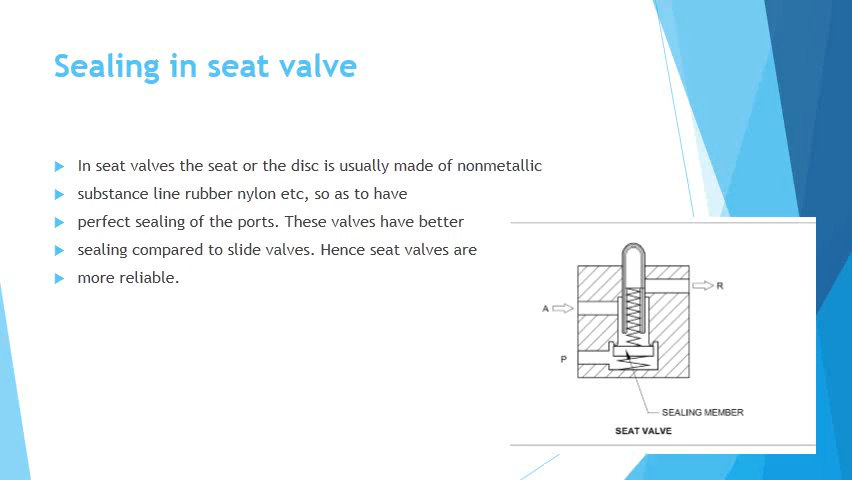 Sealing in seat valve
In seat valves the seat or the disc is usually made of nonmetallic
substance line rubber nylon etc, so as to have
perfect sealing of the ports. These valves have better
sealing compared to slide valves. Hence seat valves are
more reliable.
R
A
P
SEALING MEMBER
SEAT VALVE